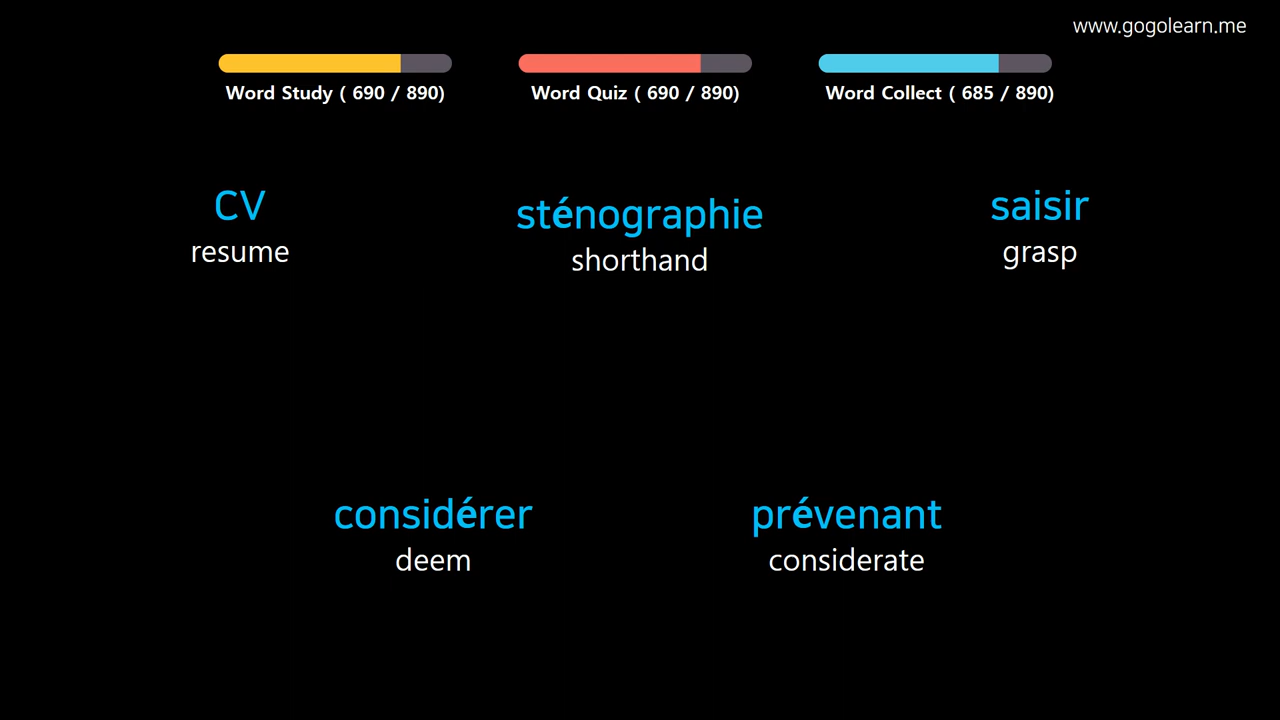 www.gogolearn.me
Word Study ( 690 / 890)
Word Quiz ( 690 / 890)
Word Collect ( 685 / 890)
CV
resume
sténographie
shorthand
saisir
grasp
considérer
deem
prévenant
considerate